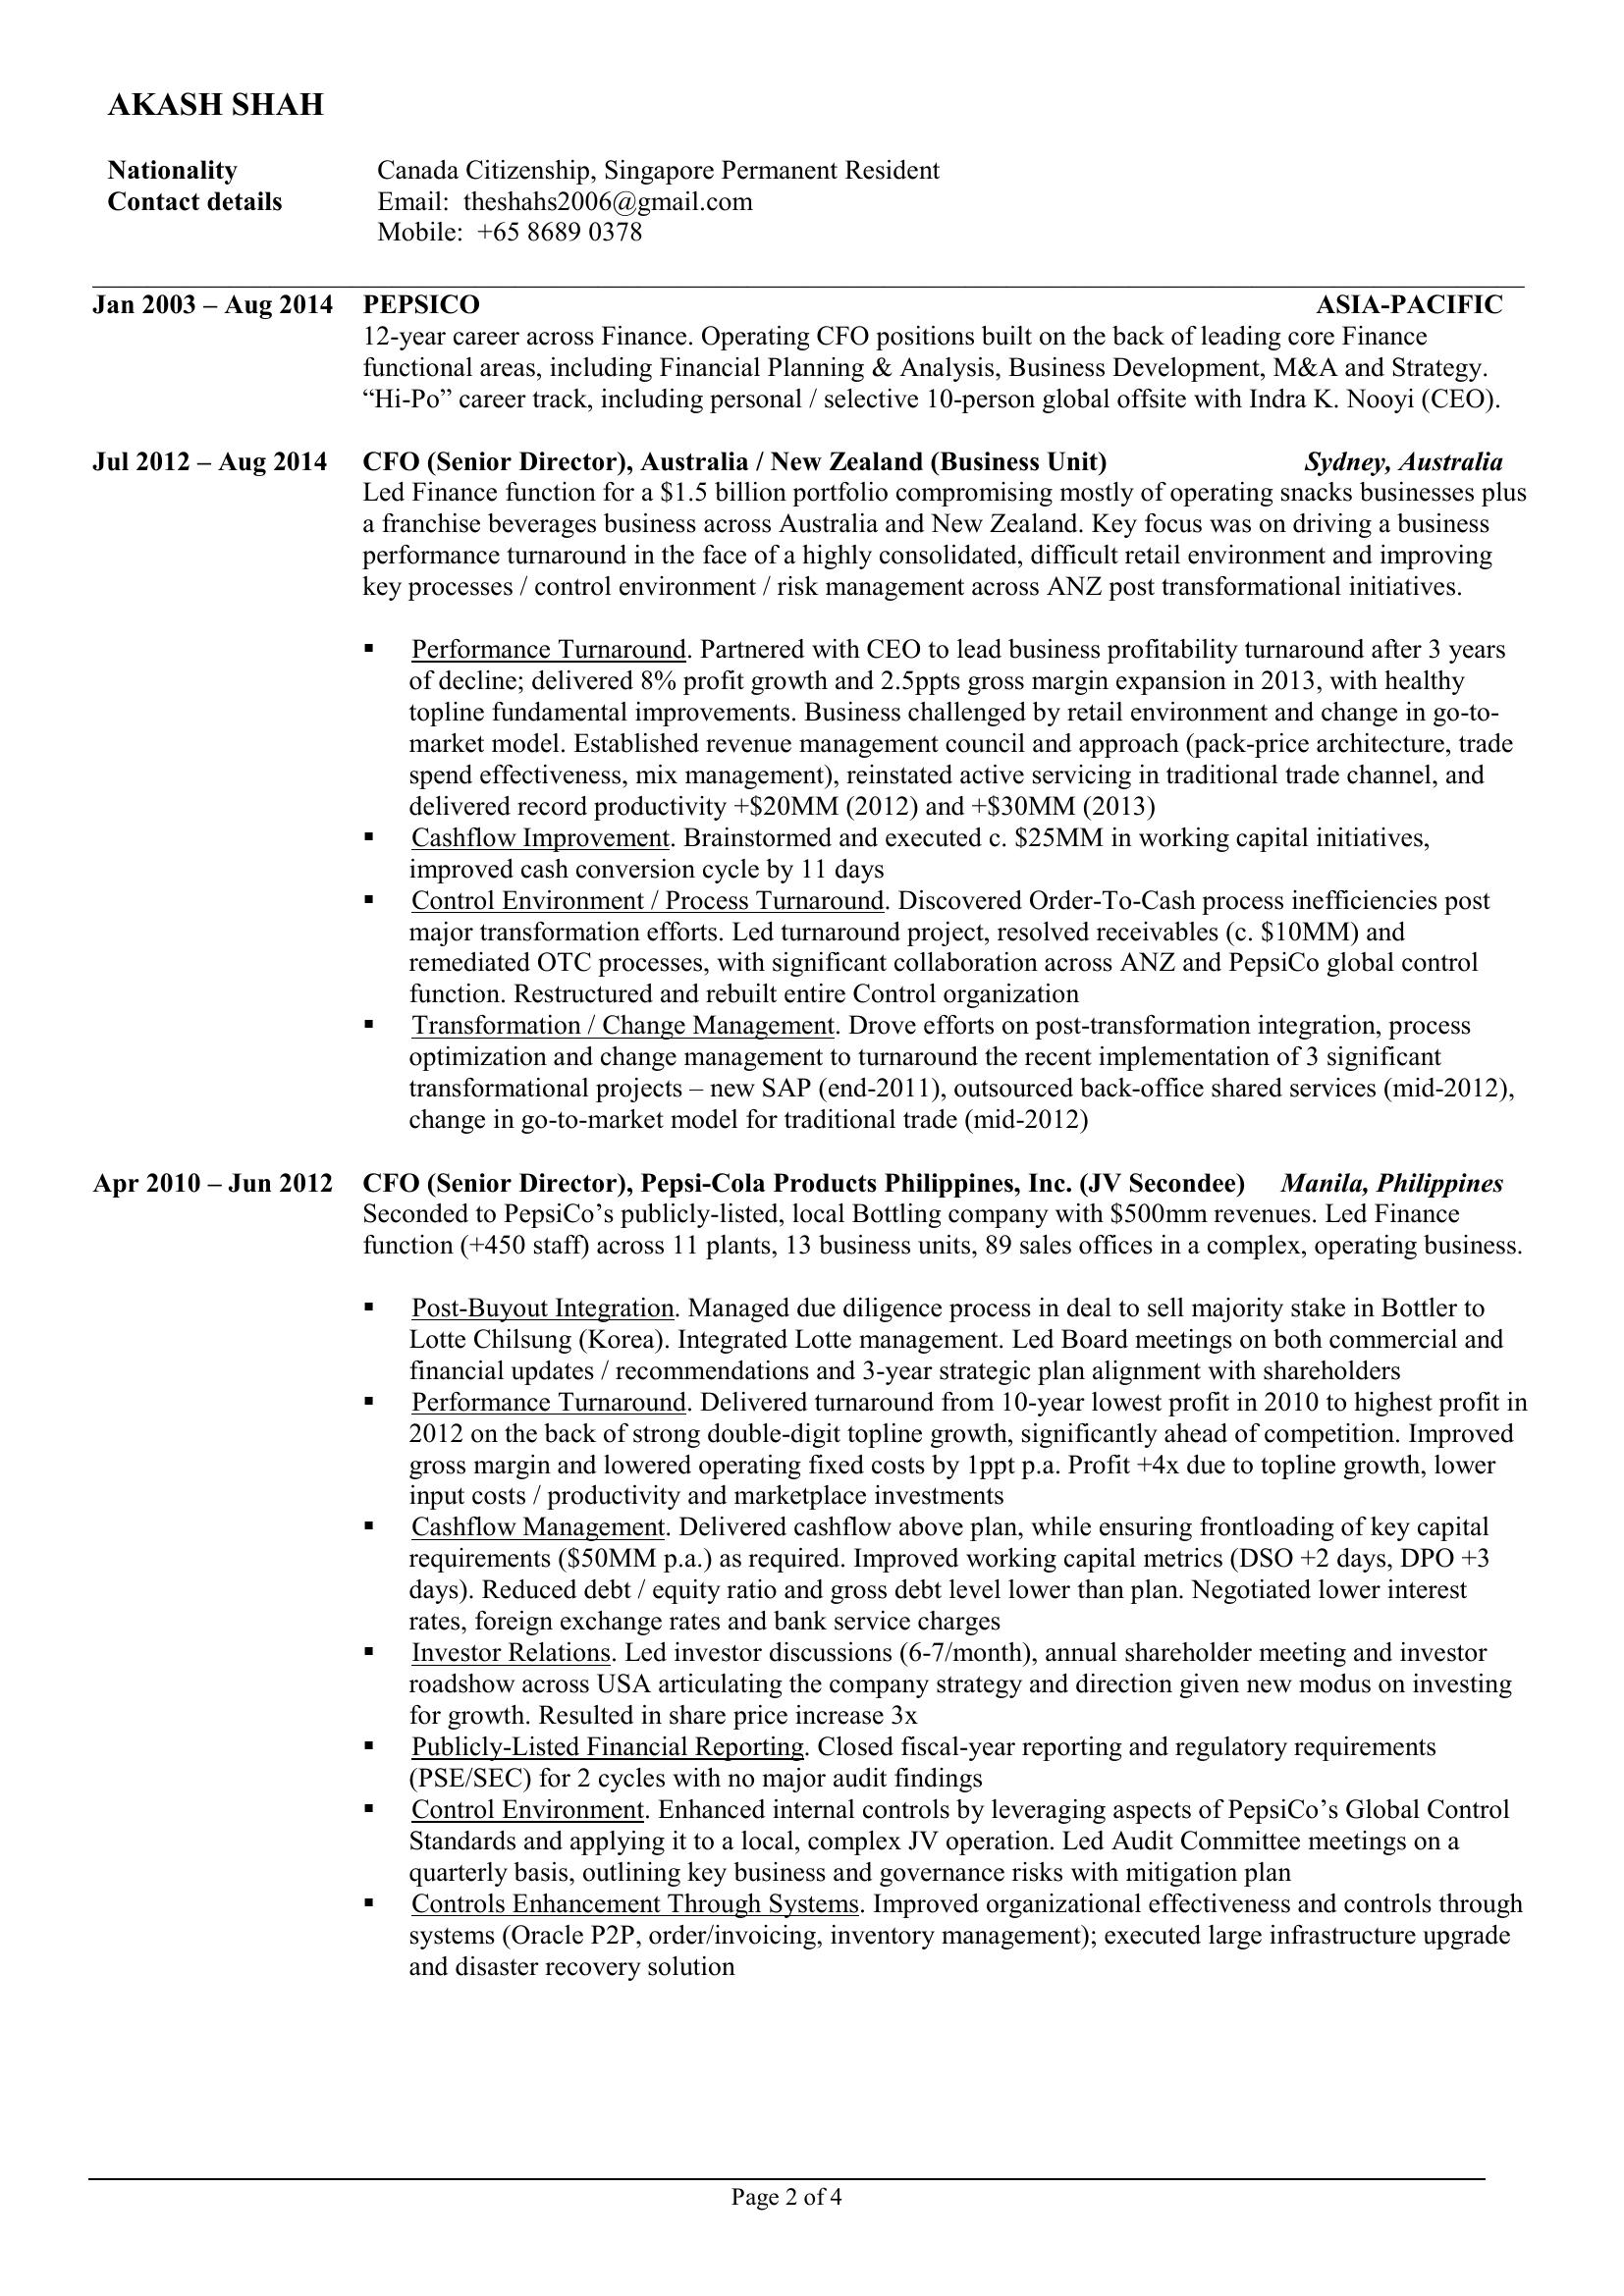 AKASH SHAH
Nationality Canada Citizenship, Singapore Permanent Resident
Contact details Email: theshahs2006@gmail.com
Mobile: +65 8689 0378
Jan 2003 – Aug 2014 PEPSICO ASIA-PACIFIC
12-year career across Finance. Operating CFO positions built on the back of leading core Finance
functional areas, including Financial Planning & Analysis, Business Development, M&A and Strategy.
“Hi-Po” career track, including personal / selective 10-person global offsite with Indra K. Nooyi (CEO).
Jul 2012 – Aug 2014 CFO (Senior Director), Australia / New Zealand (Business Unit) Sydney, Australia
Led Finance function for a $1.5 billion portfolio compromising mostly of operating snacks businesses plus
a franchise beverages business across Australia and New Zealand. Key focus was on driving a business
performance turnaround in the face of a highly consolidated, difficult retail environment and improving
key processes / control environment / risk management across ANZ post transformational initiatives.
▪ Performance Turnaround. Partnered with CEO to lead business profitability turnaround after 3 years
of decline; delivered 8% profit growth and 2.5ppts gross margin expansion in 2013, with healthy
topline fundamental improvements. Business challenged by retail environment and change in go-to-
market model. Established revenue management council and approach (pack-price architecture, trade
spend effectiveness, mix management), reinstated active servicing in traditional trade channel, and
delivered record productivity +$20MM (2012) and +$30MM (2013)
▪ Cashflow Improvement. Brainstormed and executed c. $25MM in working capital initiatives,
improved cash conversion cycle by 11 days
▪ Control Environment / Process Turnaround. Discovered Order-To-Cash process inefficiencies post
major transformation efforts. Led turnaround project, resolved receivables (c. $10MM) and
remediated OTC processes, with significant collaboration across ANZ and PepsiCo global control
function. Restructured and rebuilt entire Control organization
▪ Transformation / Change Management. Drove efforts on post-transformation integration, process
optimization and change management to turnaround the recent implementation of 3 significant
transformational projects – new SAP (end-2011), outsourced back-office shared services (mid-2012),
change in go-to-market model for traditional trade (mid-2012)
Apr 2010 – Jun 2012 CFO (Senior Director), Pepsi-Cola Products Philippines, Inc. (JV Secondee) Manila, Philippines
Seconded to PepsiCo’s publicly-listed, local Bottling company with $500mm revenues. Led Finance
function (+450 staff) across 11 plants, 13 business units, 89 sales offices in a complex, operating business.
▪ Post-Buyout Integration. Managed due diligence process in deal to sell majority stake in Bottler to
Lotte Chilsung (Korea). Integrated Lotte management. Led Board meetings on both commercial and
financial updates / recommendations and 3-year strategic plan alignment with shareholders
▪ Performance Turnaround. Delivered turnaround from 10-year lowest profit in 2010 to highest profit in
2012 on the back of strong double-digit topline growth, significantly ahead of competition. Improved
gross margin and lowered operating fixed costs by 1ppt p.a. Profit +4x due to topline growth, lower
input costs / productivity and marketplace investments
▪ Cashflow Management. Delivered cashflow above plan, while ensuring frontloading of key capital
requirements ($50MM p.a.) as required. Improved working capital metrics (DSO +2 days, DPO +3
days). Reduced debt / equity ratio and gross debt level lower than plan. Negotiated lower interest
rates, foreign exchange rates and bank service charges
▪ Investor Relations. Led investor discussions (6-7/month), annual shareholder meeting and investor
roadshow across USA articulating the company strategy and direction given new modus on investing
for growth. Resulted in share price increase 3x
▪ Publicly-Listed Financial Reporting. Closed fiscal-year reporting and regulatory requirements
(PSE/SEC) for 2 cycles with no major audit findings
▪ Control Environment. Enhanced internal controls by leveraging aspects of PepsiCo’s Global Control
Standards and applying it to a local, complex JV operation. Led Audit Committee meetings on a
quarterly basis, outlining key business and governance risks with mitigation plan
▪ Controls Enhancement Through Systems. Improved organizational effectiveness and controls through
systems (Oracle P2P, order/invoicing, inventory management); executed large infrastructure upgrade
and disaster recovery solution
Page 2 of 4